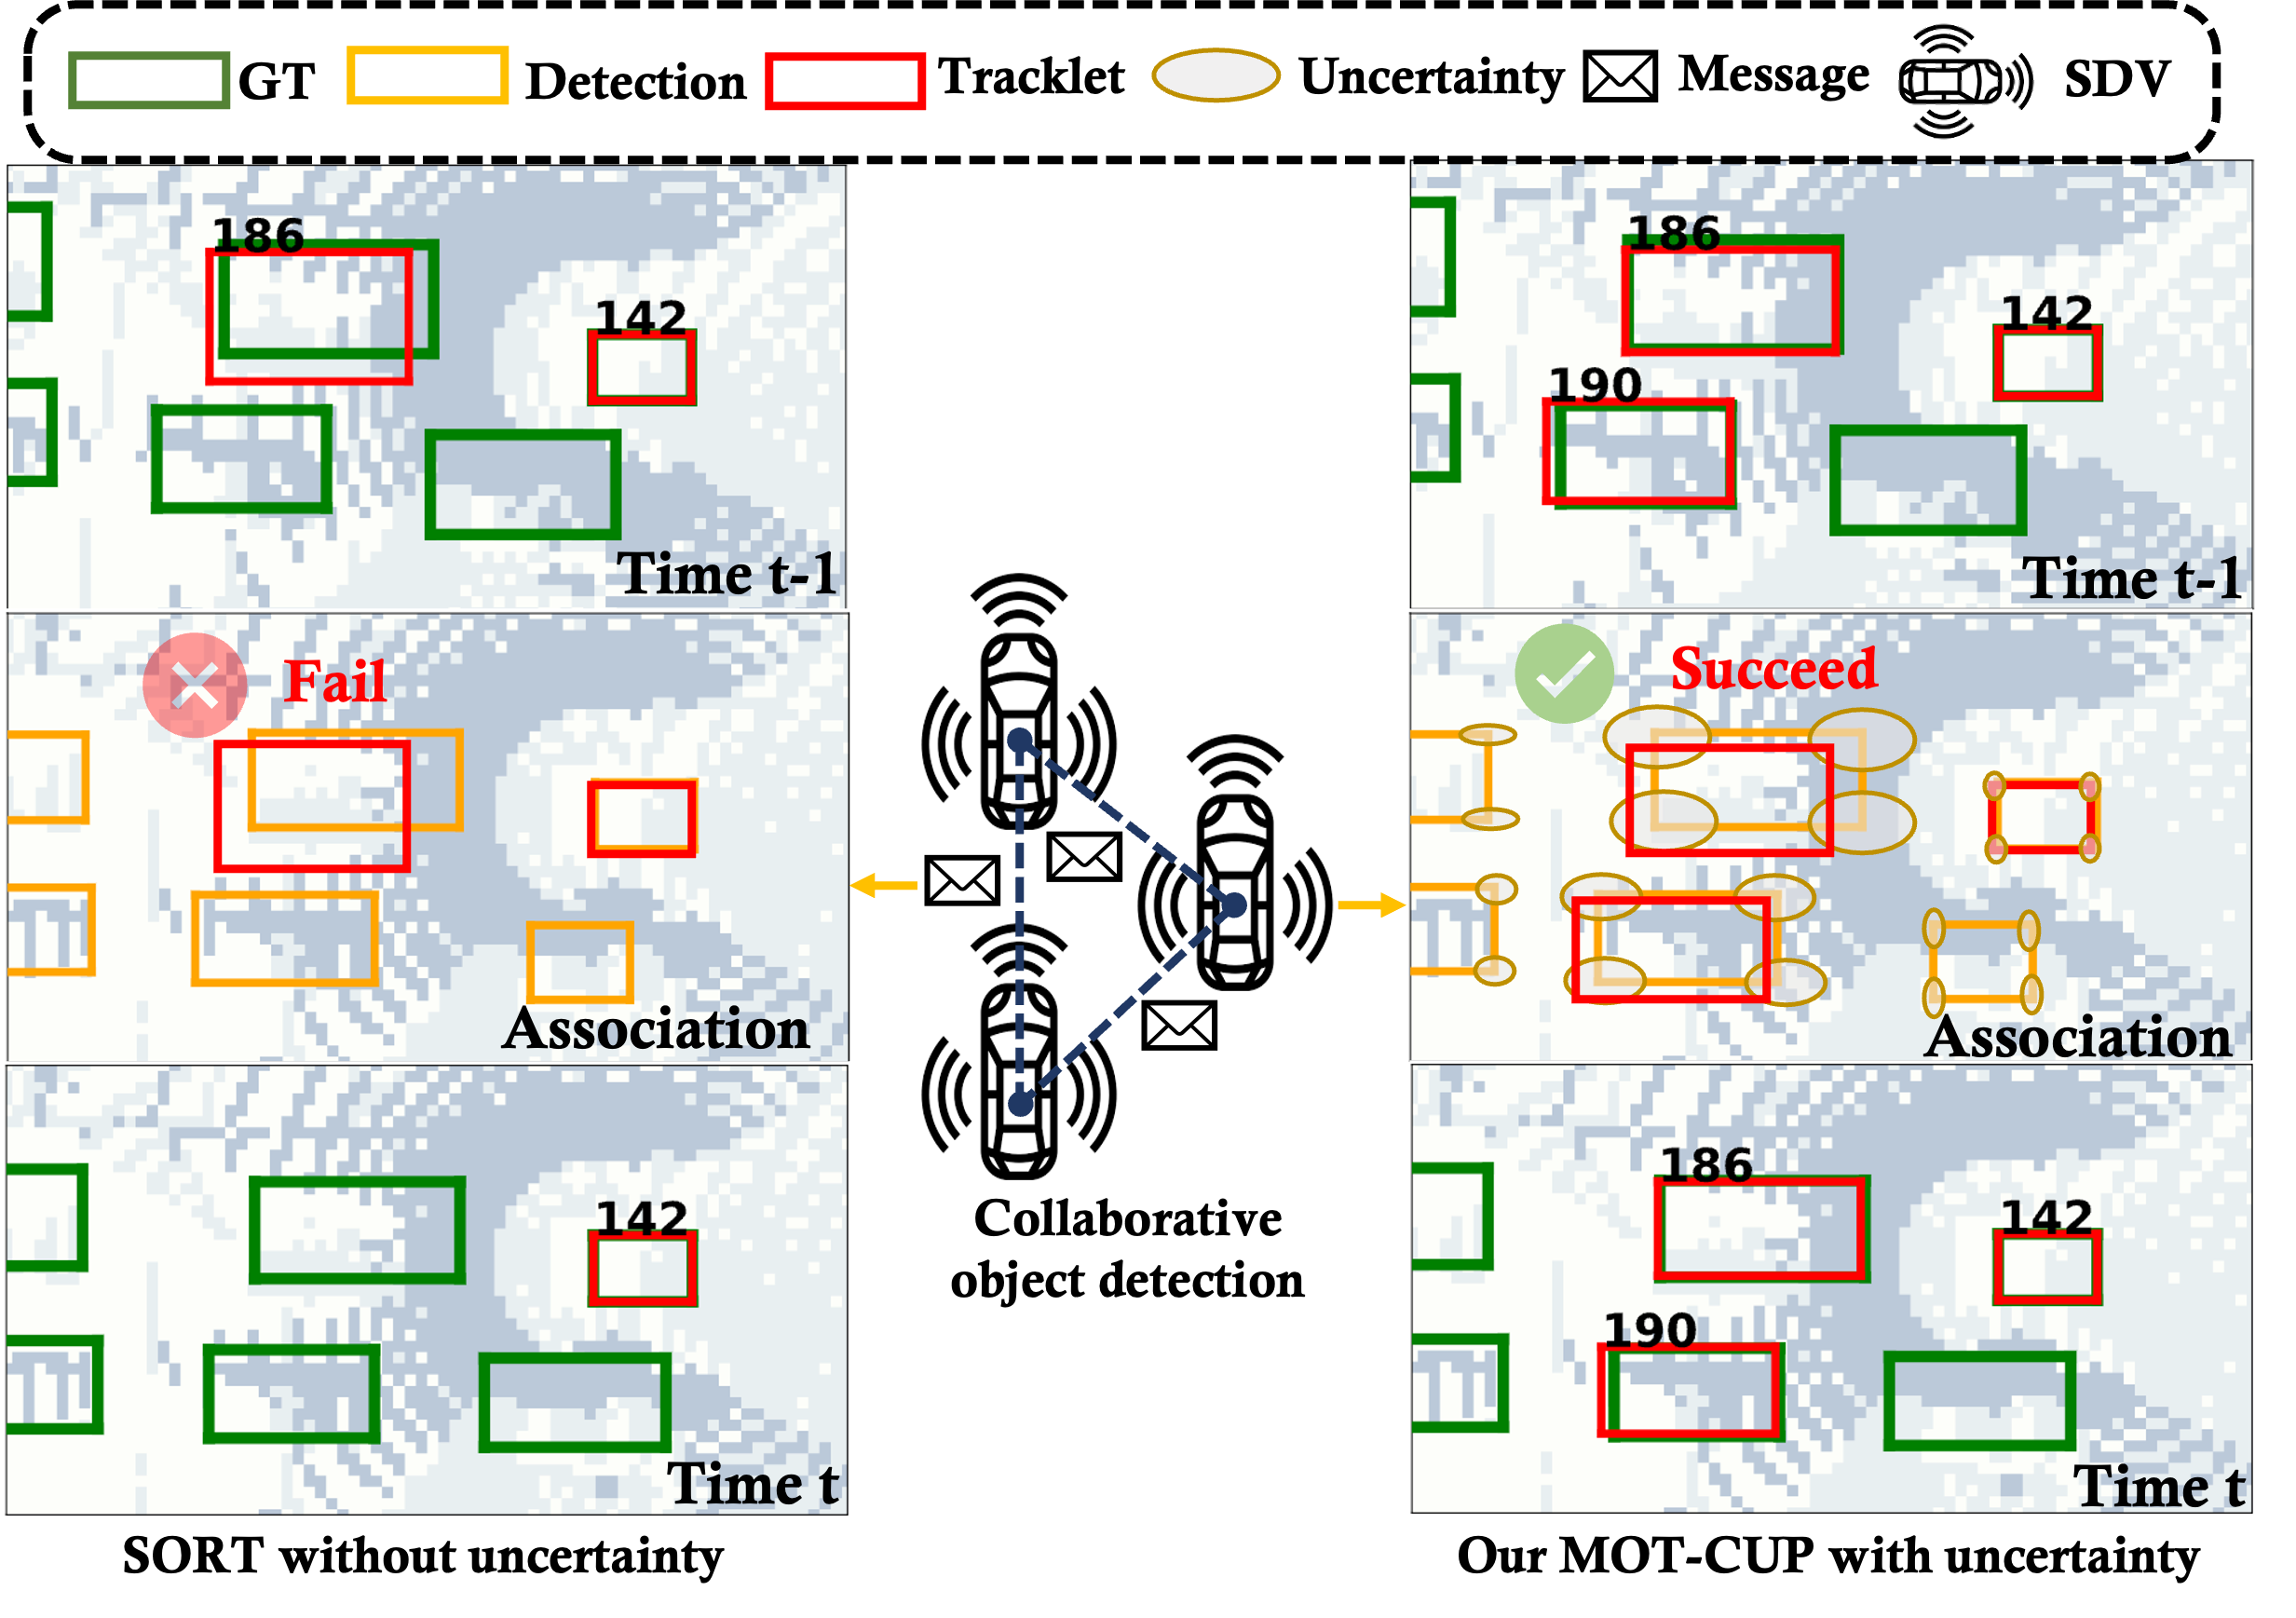 GT Detection Tracklet Uncertainty Message SDV
186
142
Time t-1
186
142
190
Time t-1
Fail
Association
Succeed
Association
142
Time t
Collaborative
object detection
186
142
190
Time t
SORT without uncertainty
Our MOT-CUP with uncertainty